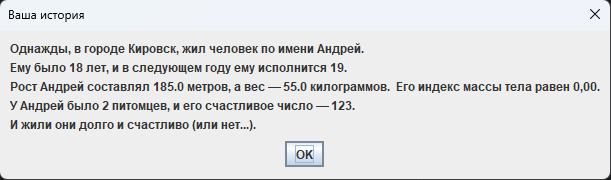 Ваша история
Однажды, в городе Кировск, жил человек по имени Андрей.
Ему было 18 лет, и в следующем году ему исполнится 19.
Рост Андрей составлял 185.0 метров, а вес — 55.0 килограммов.  Его индекс массы тела равен 0,00.
У Андрей было 2 питомцев, и его счастливое число — 123.
И жили они долго и счастливо (или нет...).
OK